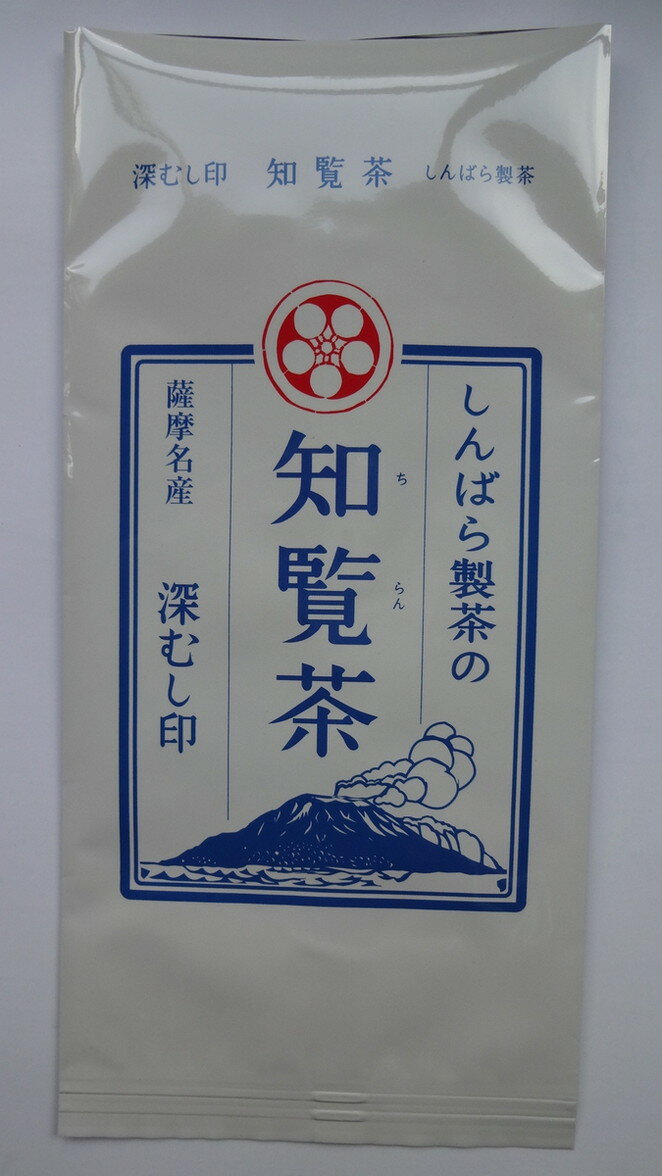 深むし印 知覧茶 しんばら製茶
しんばら製茶の
知覧茶
ち らん
薩摩名産 深むし印